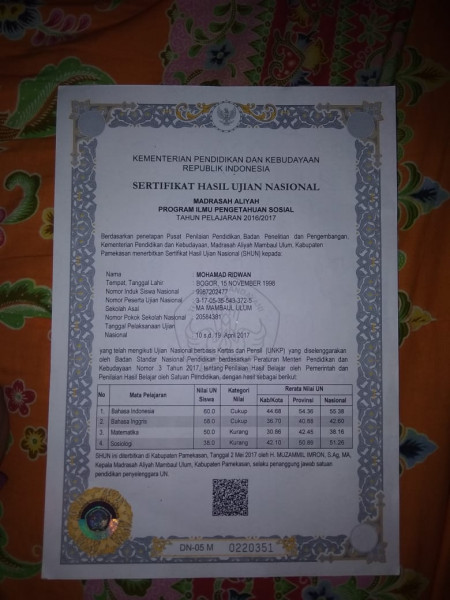 KEMENTERIAN PENDIDIKAN DAN KEBUDAYAAN
REPUBLIK INDONESIA
SERTIFIKAT HASIL UJIAN NASIONAL
MADRASAH ALIYAH
PROGRAM ILMU PENGETAHUAN SOSIAL
TAHUN PELAJARAN 2016/2017
Berdasarkan penetapan Pusat Penilaian Pendidikan, Badan Penelitian dan Pengembangan,
Kementerian Pendidikan dan Kebudayaan, Madrasah Aliyah Mambaul Ulum, Kabupaten
Pamekasan menerbitkan Sertifikat Hasil Ujian Nasional (SHUN) kepada:
Nama : MOHAMAD RIDWAN
Tempat, Tanggal Lahir : BOGOR, 15 NOVEMBER 1998
Nomor Induk Siswa Nasional : 9987202477
Nomor Peserta Ujian Nasional : 3-17-05-35-543-372-5
Sekolah Asal : MA MAMBAUL ULUM
Nomor Pokok Sekolah Nasional : 20584381
Tanggal Pelaksanaan Ujian
Nasional : 10 s.d. 19 April 2017
yang telah mengikuti Ujian Nasional berbasis Kertas dan Pensil (UNKP) yang diselenggarakan
oleh Badan Standar Nasional Pendidikan berdasarkan Peraturan Menteri Pendidikan dan
Kebudayaan Nomor 3 Tahun 2017, tentang Penilaian Hasil Belajar oleh Pemerintah dan
Penilaian Hasil Belajar oleh Satuan Pendidikan, dengan hasil sebagai berikut:
No Mata Pelajaran Nilai UN Siswa Kategori Nilai Rerata Nilai UN
Kab/Kota Provinsi Nasional
1. Bahasa Indonesia 60.0 Cukup 44.68 54.36 55.38
2. Bahasa Inggris 58.0 Cukup 38.70 40.89 42.60
3. Matematika 50.0 Kurang 30.86 42.45 38.16
4. Sosiologi 38.0 Kurang 42.10 50.89 51.26
SHUN ini diterbitkan di Kabupaten Pamekasan, Tanggal 2 Mei 2017 oleh H. MUZAMMIL IMRON, S.Ag, MA,
Kepala Madrasah Aliyah Mambaul Ulum, Kabupaten Pamekasan, selaku penanggung jawab satuan
pendidikan penyelenggara UN.
DN-05 M 0220351